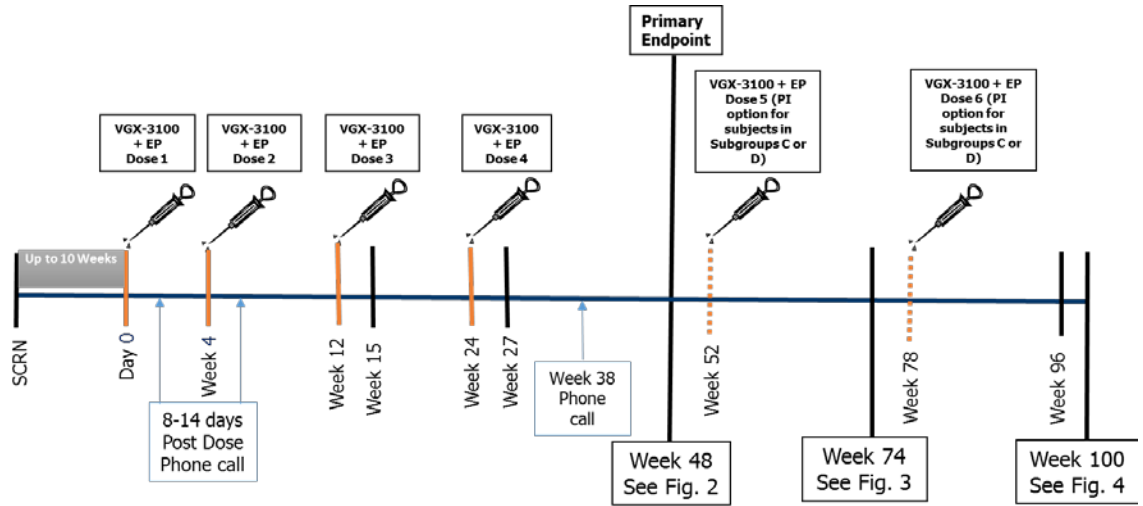 Primary
Endpoint
VGX-3100
+ EP
Dose 1
VGX-3100
+ EP
Dose 2
VGX-3100
+ EP
Dose 3
VGX-3100
+ EP
Dose 4
VGX-3100 + EP
Dose 5 (PI
option for
subjects in
Subgroups C or
D)
VGX-3100 + EP
Dose 6 (PI
option for
subjects in
Subgroups C or
D)
Up to 10 Weeks
SCRN
Day 0
Week 4
Week 12
Week 15
Week 24
Week 27
Week 52
Week 78
Week 96
8-14 days
Post Dose
Phone call
Week 38
Phone
call
Week 48
See Fig. 2
Week 74
See Fig. 3
Week 100
See Fig. 4